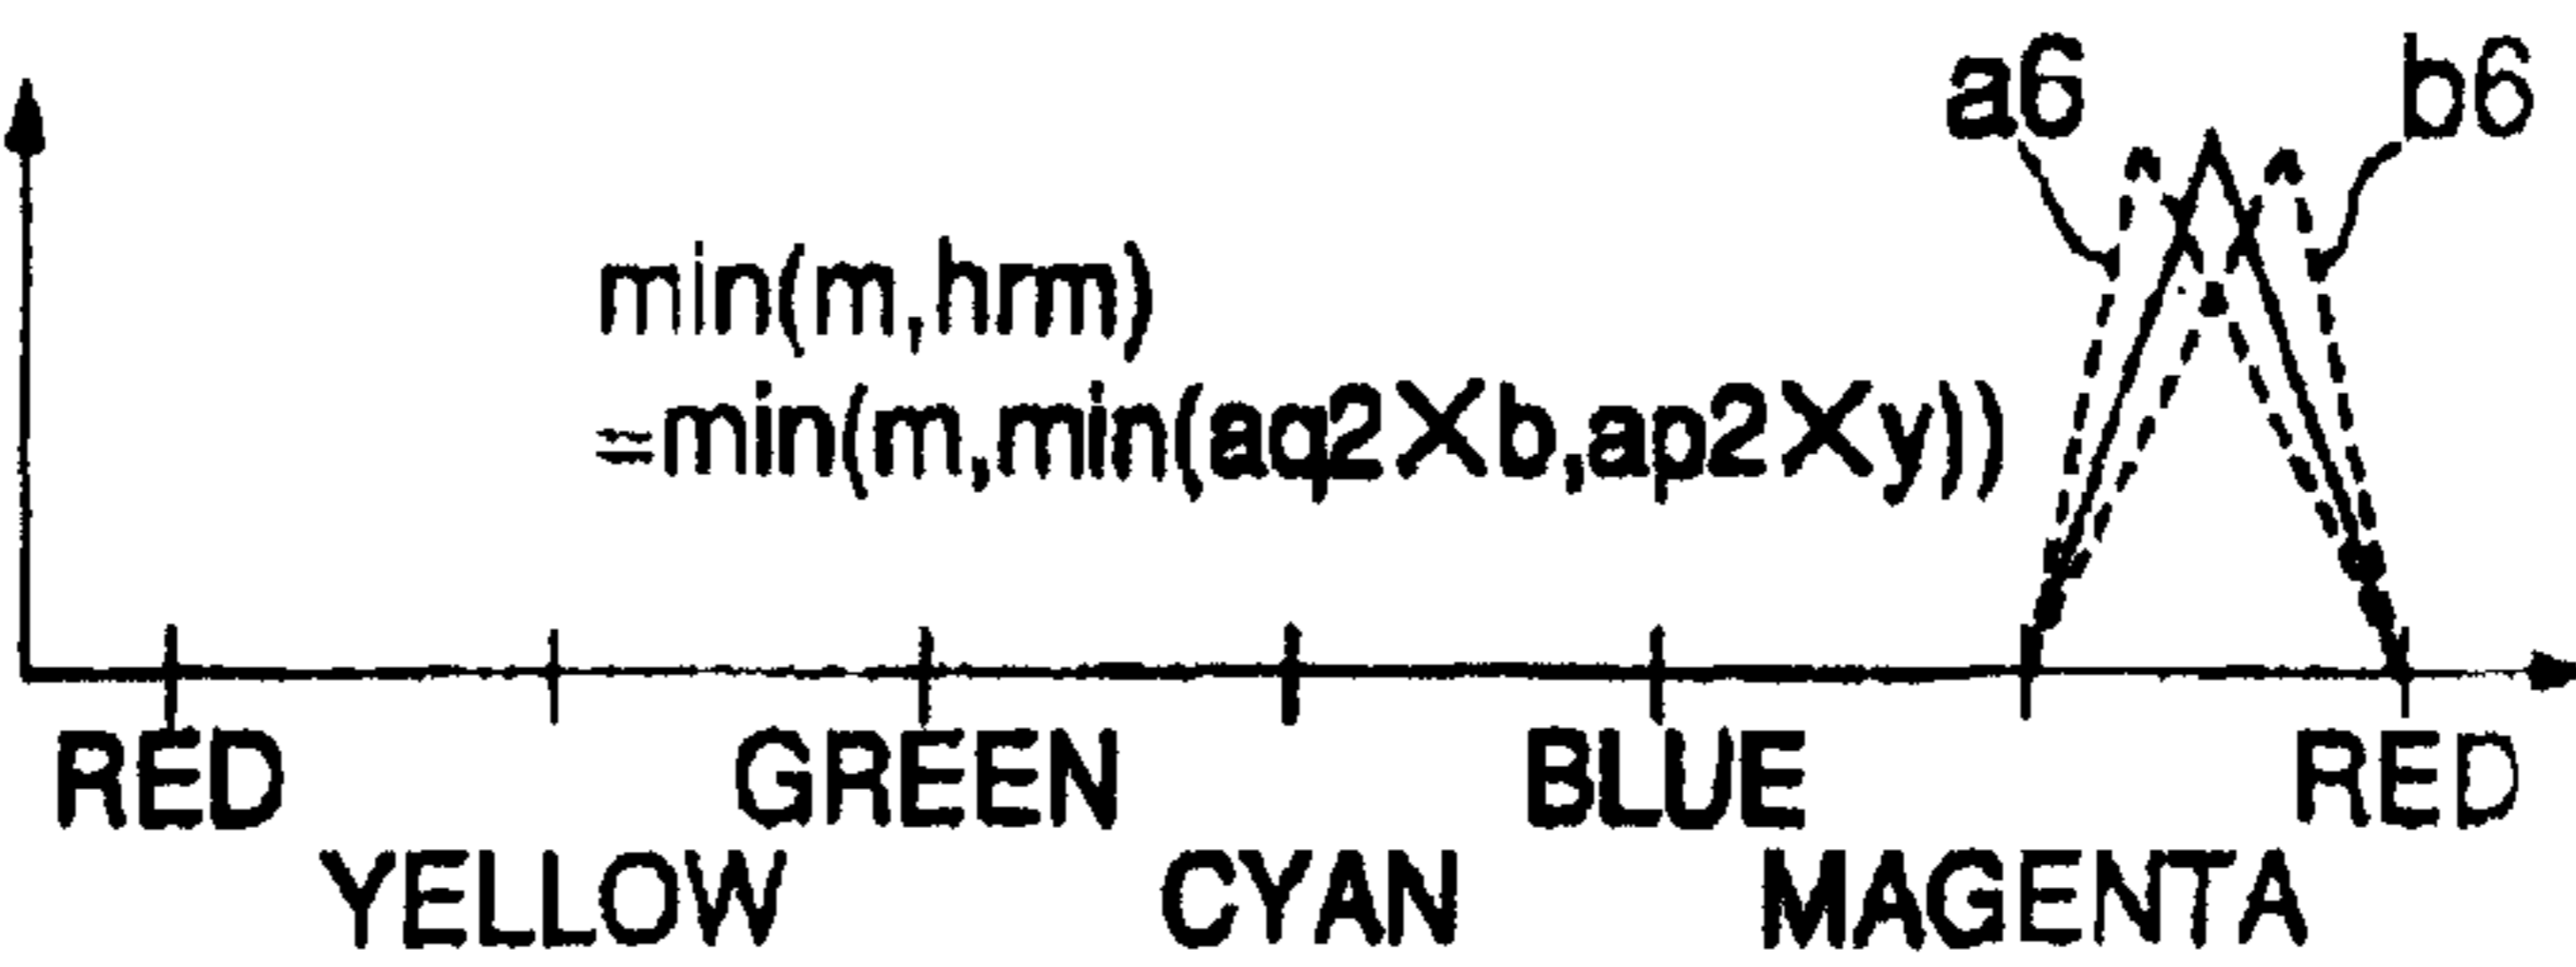 a6 b6
min(m,hrm)
=min(m,min(aq2×b,ap2×y))
RED GREEN BLUE RED
YELLOW CYAN MAGENTA